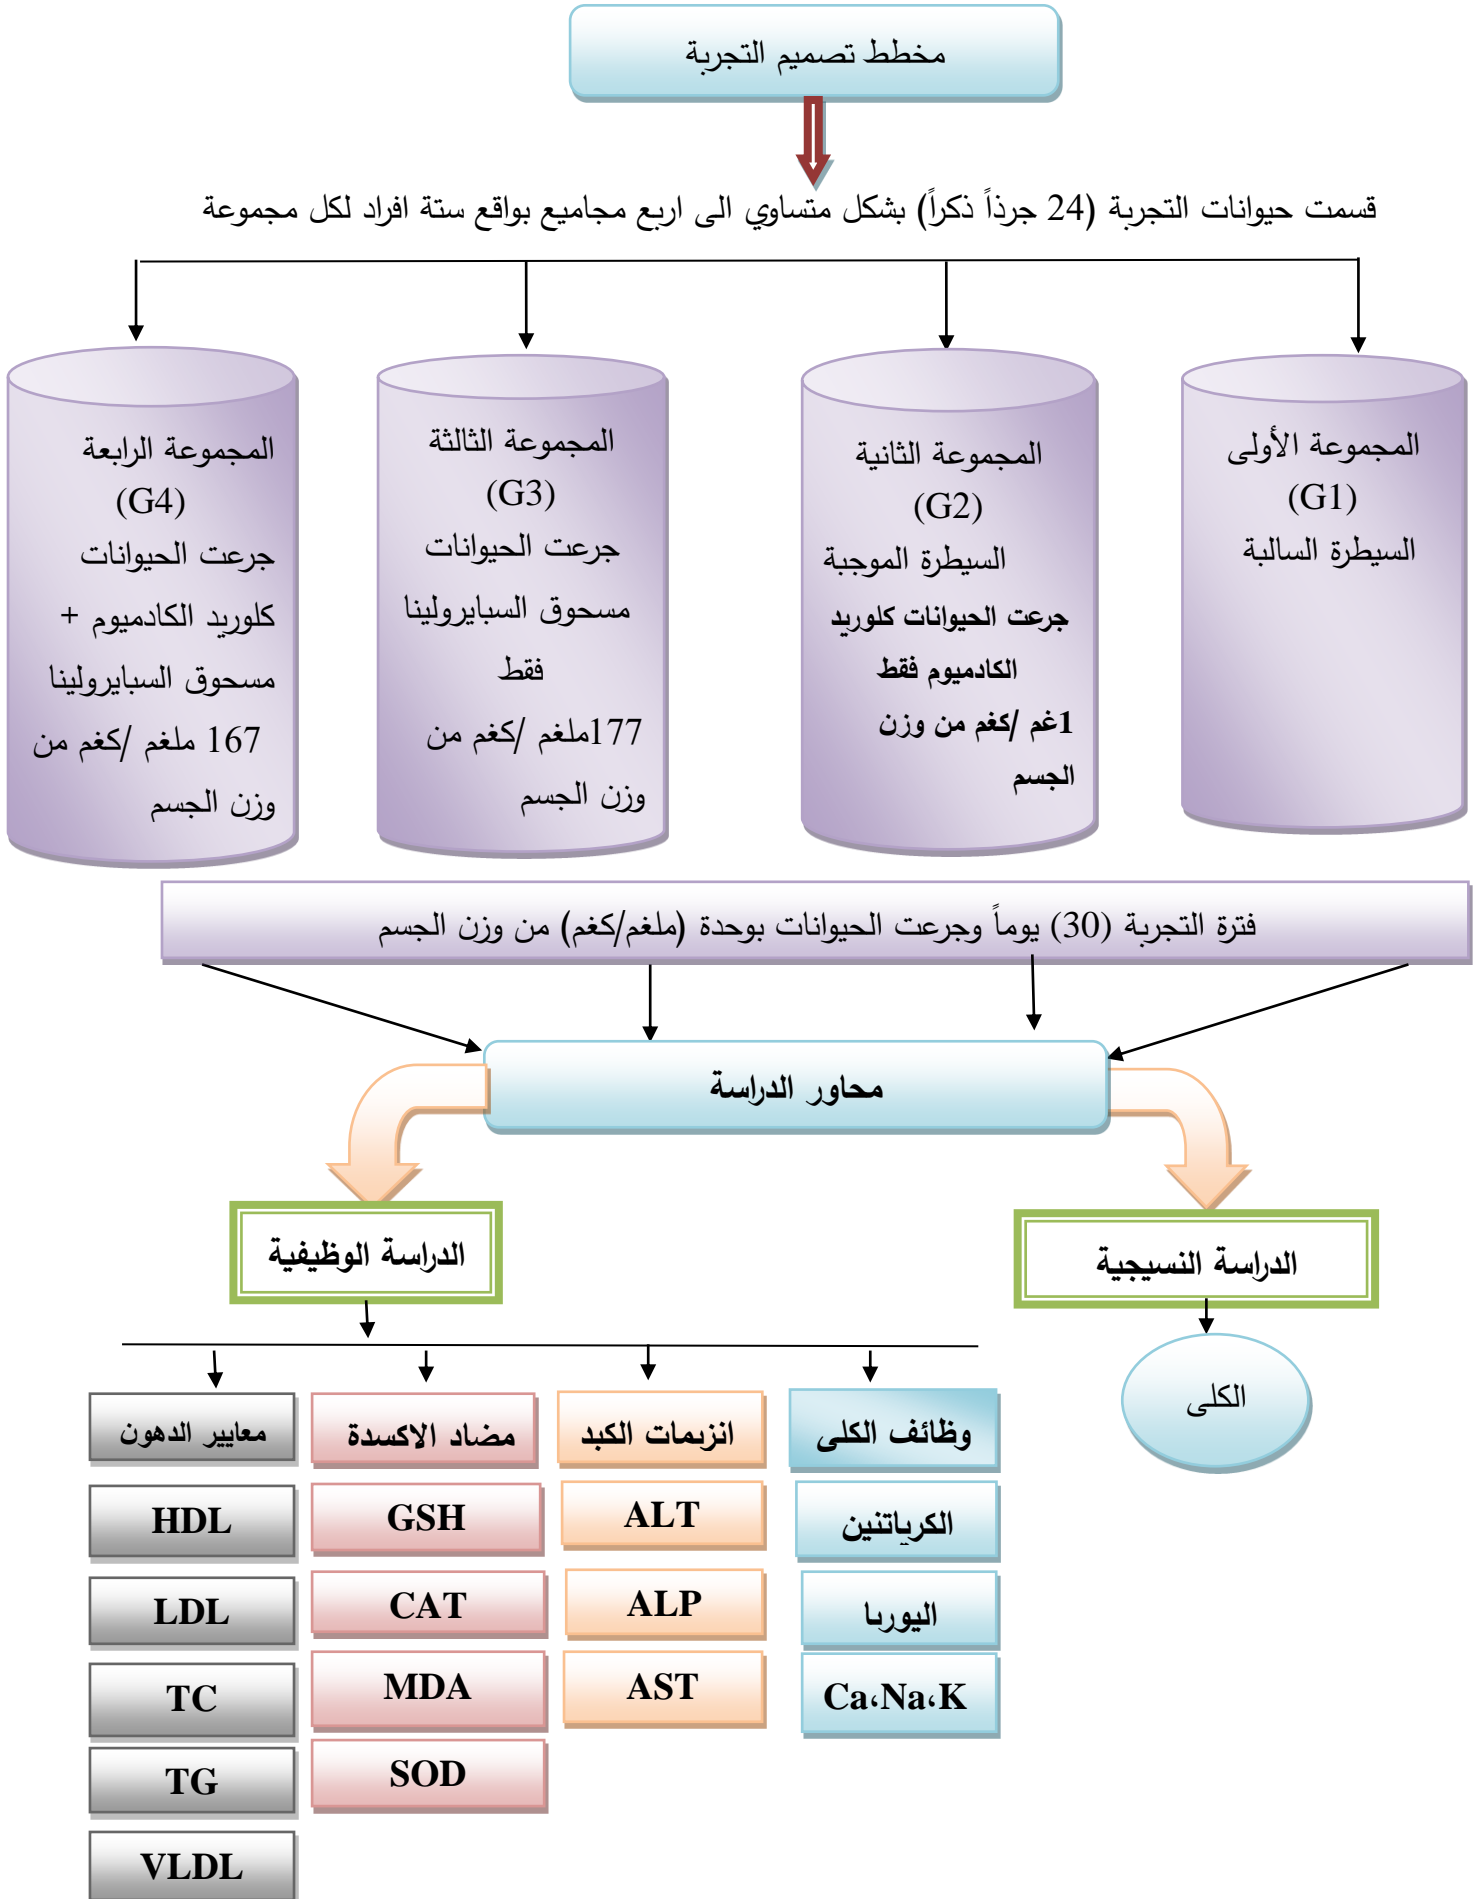 مخطط تصميم التجربة
قسمت حيوانات التجربة (24 جرذاً ذكراً) بشكل متساوي الى اربع مجاميع بواقع ستة افراد لكل مجموعة
المجموعة الأولى
(G1)
السيطرة السالبة
المجموعة الثانية
(G2)
السيطرة الموجبة
جرعت الحيوانات كلوريد
الكادميوم فقط
1غم /كغم من وزن
الجسم
المجموعة الثالثة
(G3)
جرعت الحيوانات
مسحوق السبايرولينا
فقط
177ملغم /كغم من
وزن الجسم
المجموعة الرابعة
(G4)
جرعت الحيوانات
كلوريد الكادميوم +
مسحوق السبايرولينا
167 ملغم /كغم من
وزن الجسم
فترة التجربة (30) يوماً وجرعت الحيوانات بوحدة (ملغم/كغم) من وزن الجسم
محاور الدراسة
الدراسة النسيجية
الكلى
الدراسة الوظيفية
وظائف الكلى
الكرياتنين
اليوريا
Ca،Na،K
انزيمات الكبد
ALT
ALP
AST
مضاد الاكسدة
GSH
CAT
MDA
SOD
معايير الدهون
HDL
LDL
TC
TG
VLDL